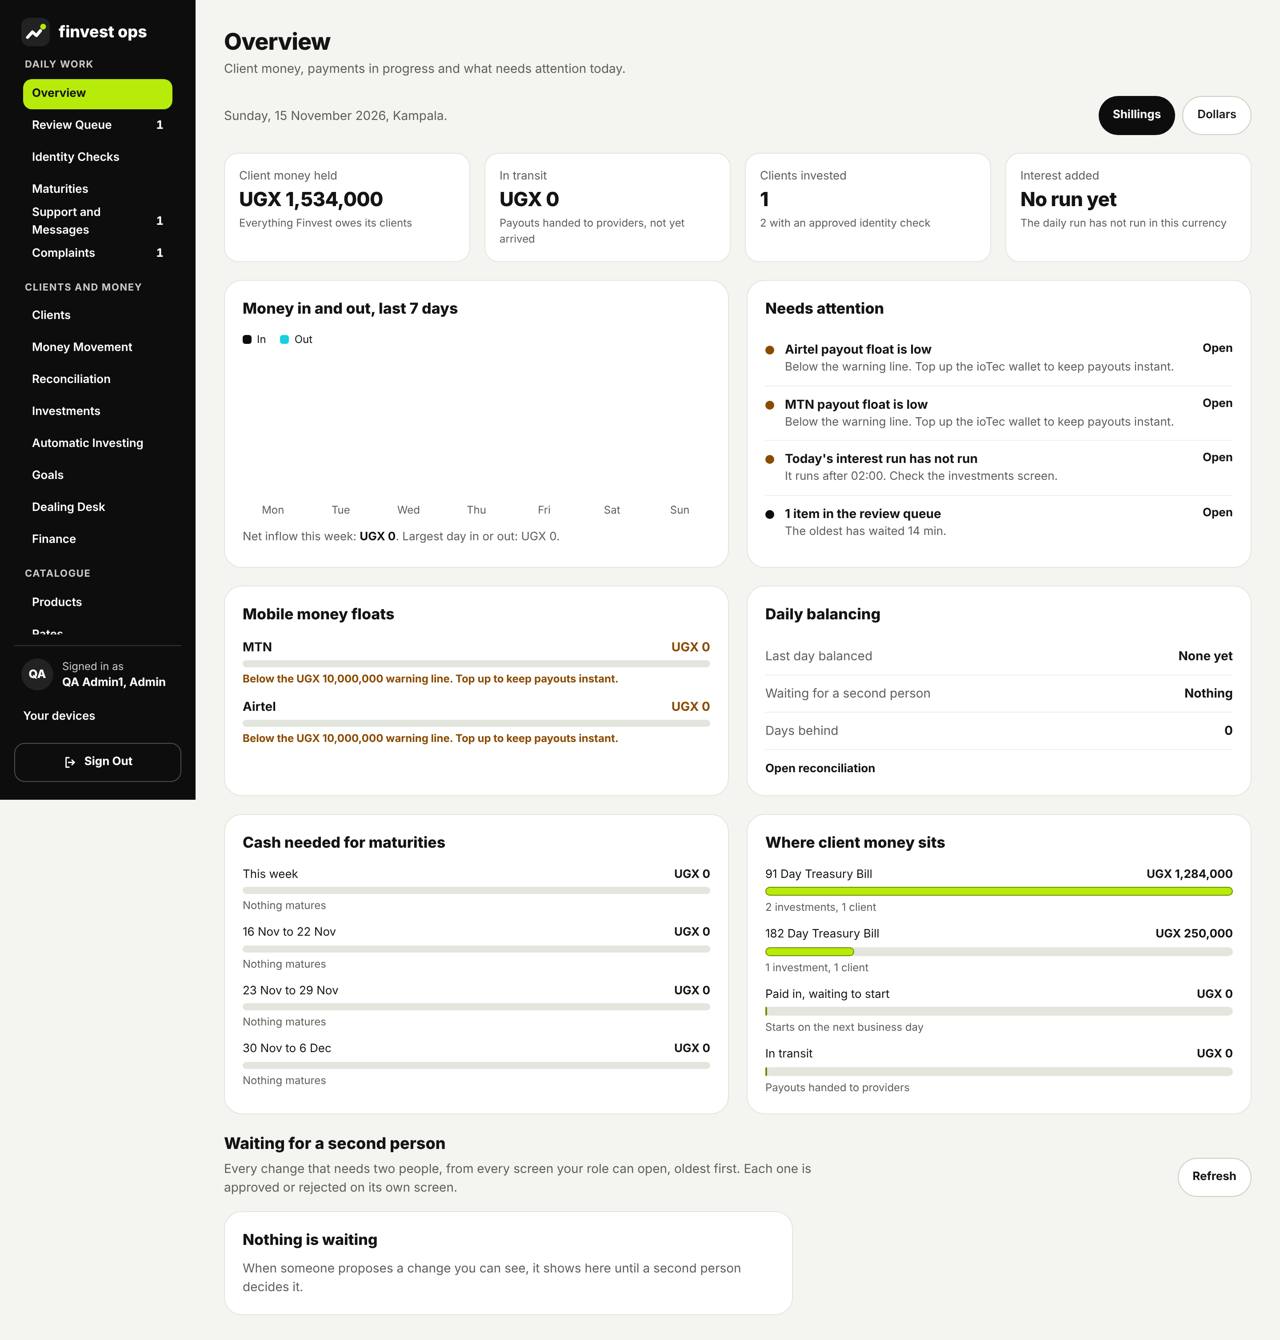 finvest ops
DAILY WORK
Overview
Review Queue 1
Identity Checks
Maturities
Support and
Messages 1
Complaints 1
CLIENTS AND MONEY
Clients
Money Movement
Reconciliation
Investments
Automatic Investing
Goals
Dealing Desk
Finance
CATALOGUE
Products
Rates
QA
Signed in as
QA Admin1, Admin
Your devices
Sign Out
Overview
Client money, payments in progress and what needs attention today.
Sunday, 15 November 2026, Kampala.
Shillings
Dollars
Client money held
UGX 1,534,000
Everything Finvest owes its clients
In transit
UGX 0
Payouts handed to providers, not yet
arrived
Clients invested
1
2 with an approved identity check
Interest added
No run yet
The daily run has not run in this currency
Money in and out, last 7 days
In Out
Mon Tue Wed Thu Fri Sat Sun
Net inflow this week: UGX 0. Largest day in or out: UGX 0.
Needs attention
Airtel payout float is low Open
Below the warning line. Top up the ioTec wallet to keep payouts instant.
MTN payout float is low Open
Below the warning line. Top up the ioTec wallet to keep payouts instant.
Today's interest run has not run Open
It runs after 02:00. Check the investments screen.
1 item in the review queue Open
The oldest has waited 14 min.
Mobile money floats
MTN UGX 0
Below the UGX 10,000,000 warning line. Top up to keep payouts instant.
Airtel UGX 0
Below the UGX 10,000,000 warning line. Top up to keep payouts instant.
Daily balancing
Last day balanced None yet
Waiting for a second person Nothing
Days behind 0
Open reconciliation
Cash needed for maturities
This week UGX 0
Nothing matures
16 Nov to 22 Nov UGX 0
Nothing matures
23 Nov to 29 Nov UGX 0
Nothing matures
30 Nov to 6 Dec UGX 0
Nothing matures
Where client money sits
91 Day Treasury Bill UGX 1,284,000
2 investments, 1 client
182 Day Treasury Bill UGX 250,000
1 investment, 1 client
Paid in, waiting to start UGX 0
Starts on the next business day
In transit UGX 0
Payouts handed to providers
Waiting for a second person
Every change that needs two people, from every screen your role can open, oldest first. Each one is
approved or rejected on its own screen.
Refresh
Nothing is waiting
When someone proposes a change you can see, it shows here until a second person
decides it.